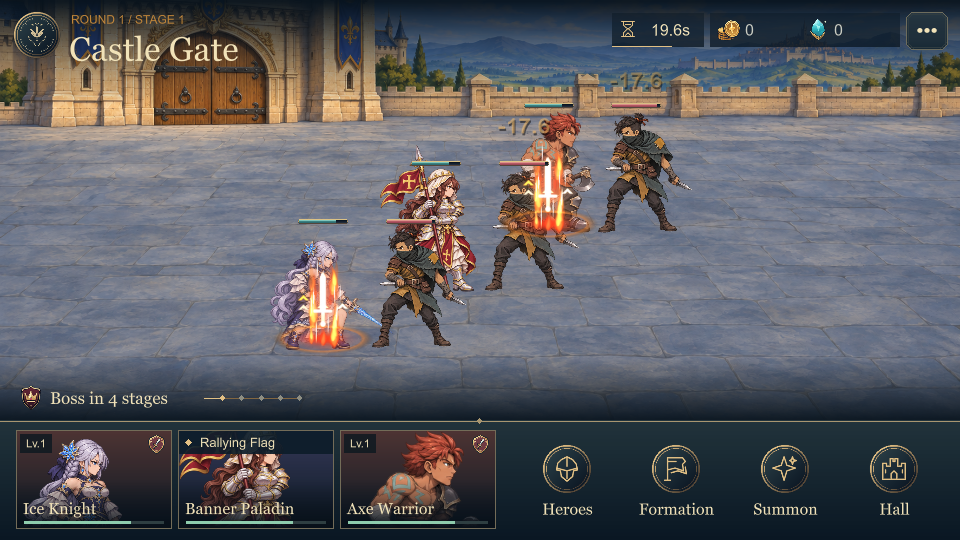 ROUND 1 / STAGE 1
Castle Gate
19.6s
0
0
-17.6
-17.6
Boss in 4 stages
Lv.1
Ice Knight
Rallying Flag
Banner Paladin
Lv.1
Axe Warrior
Heroes
Formation
Summon
Hall